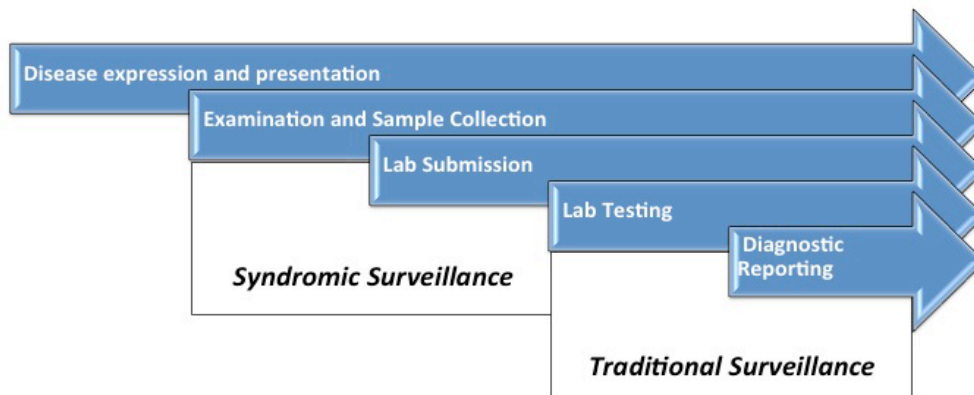 Disease expression and presentation
Examination and Sample Collection
Lab Submission
Lab Testing
Diagnostic
Reporting
Syndromic Surveillance
Traditional Surveillance